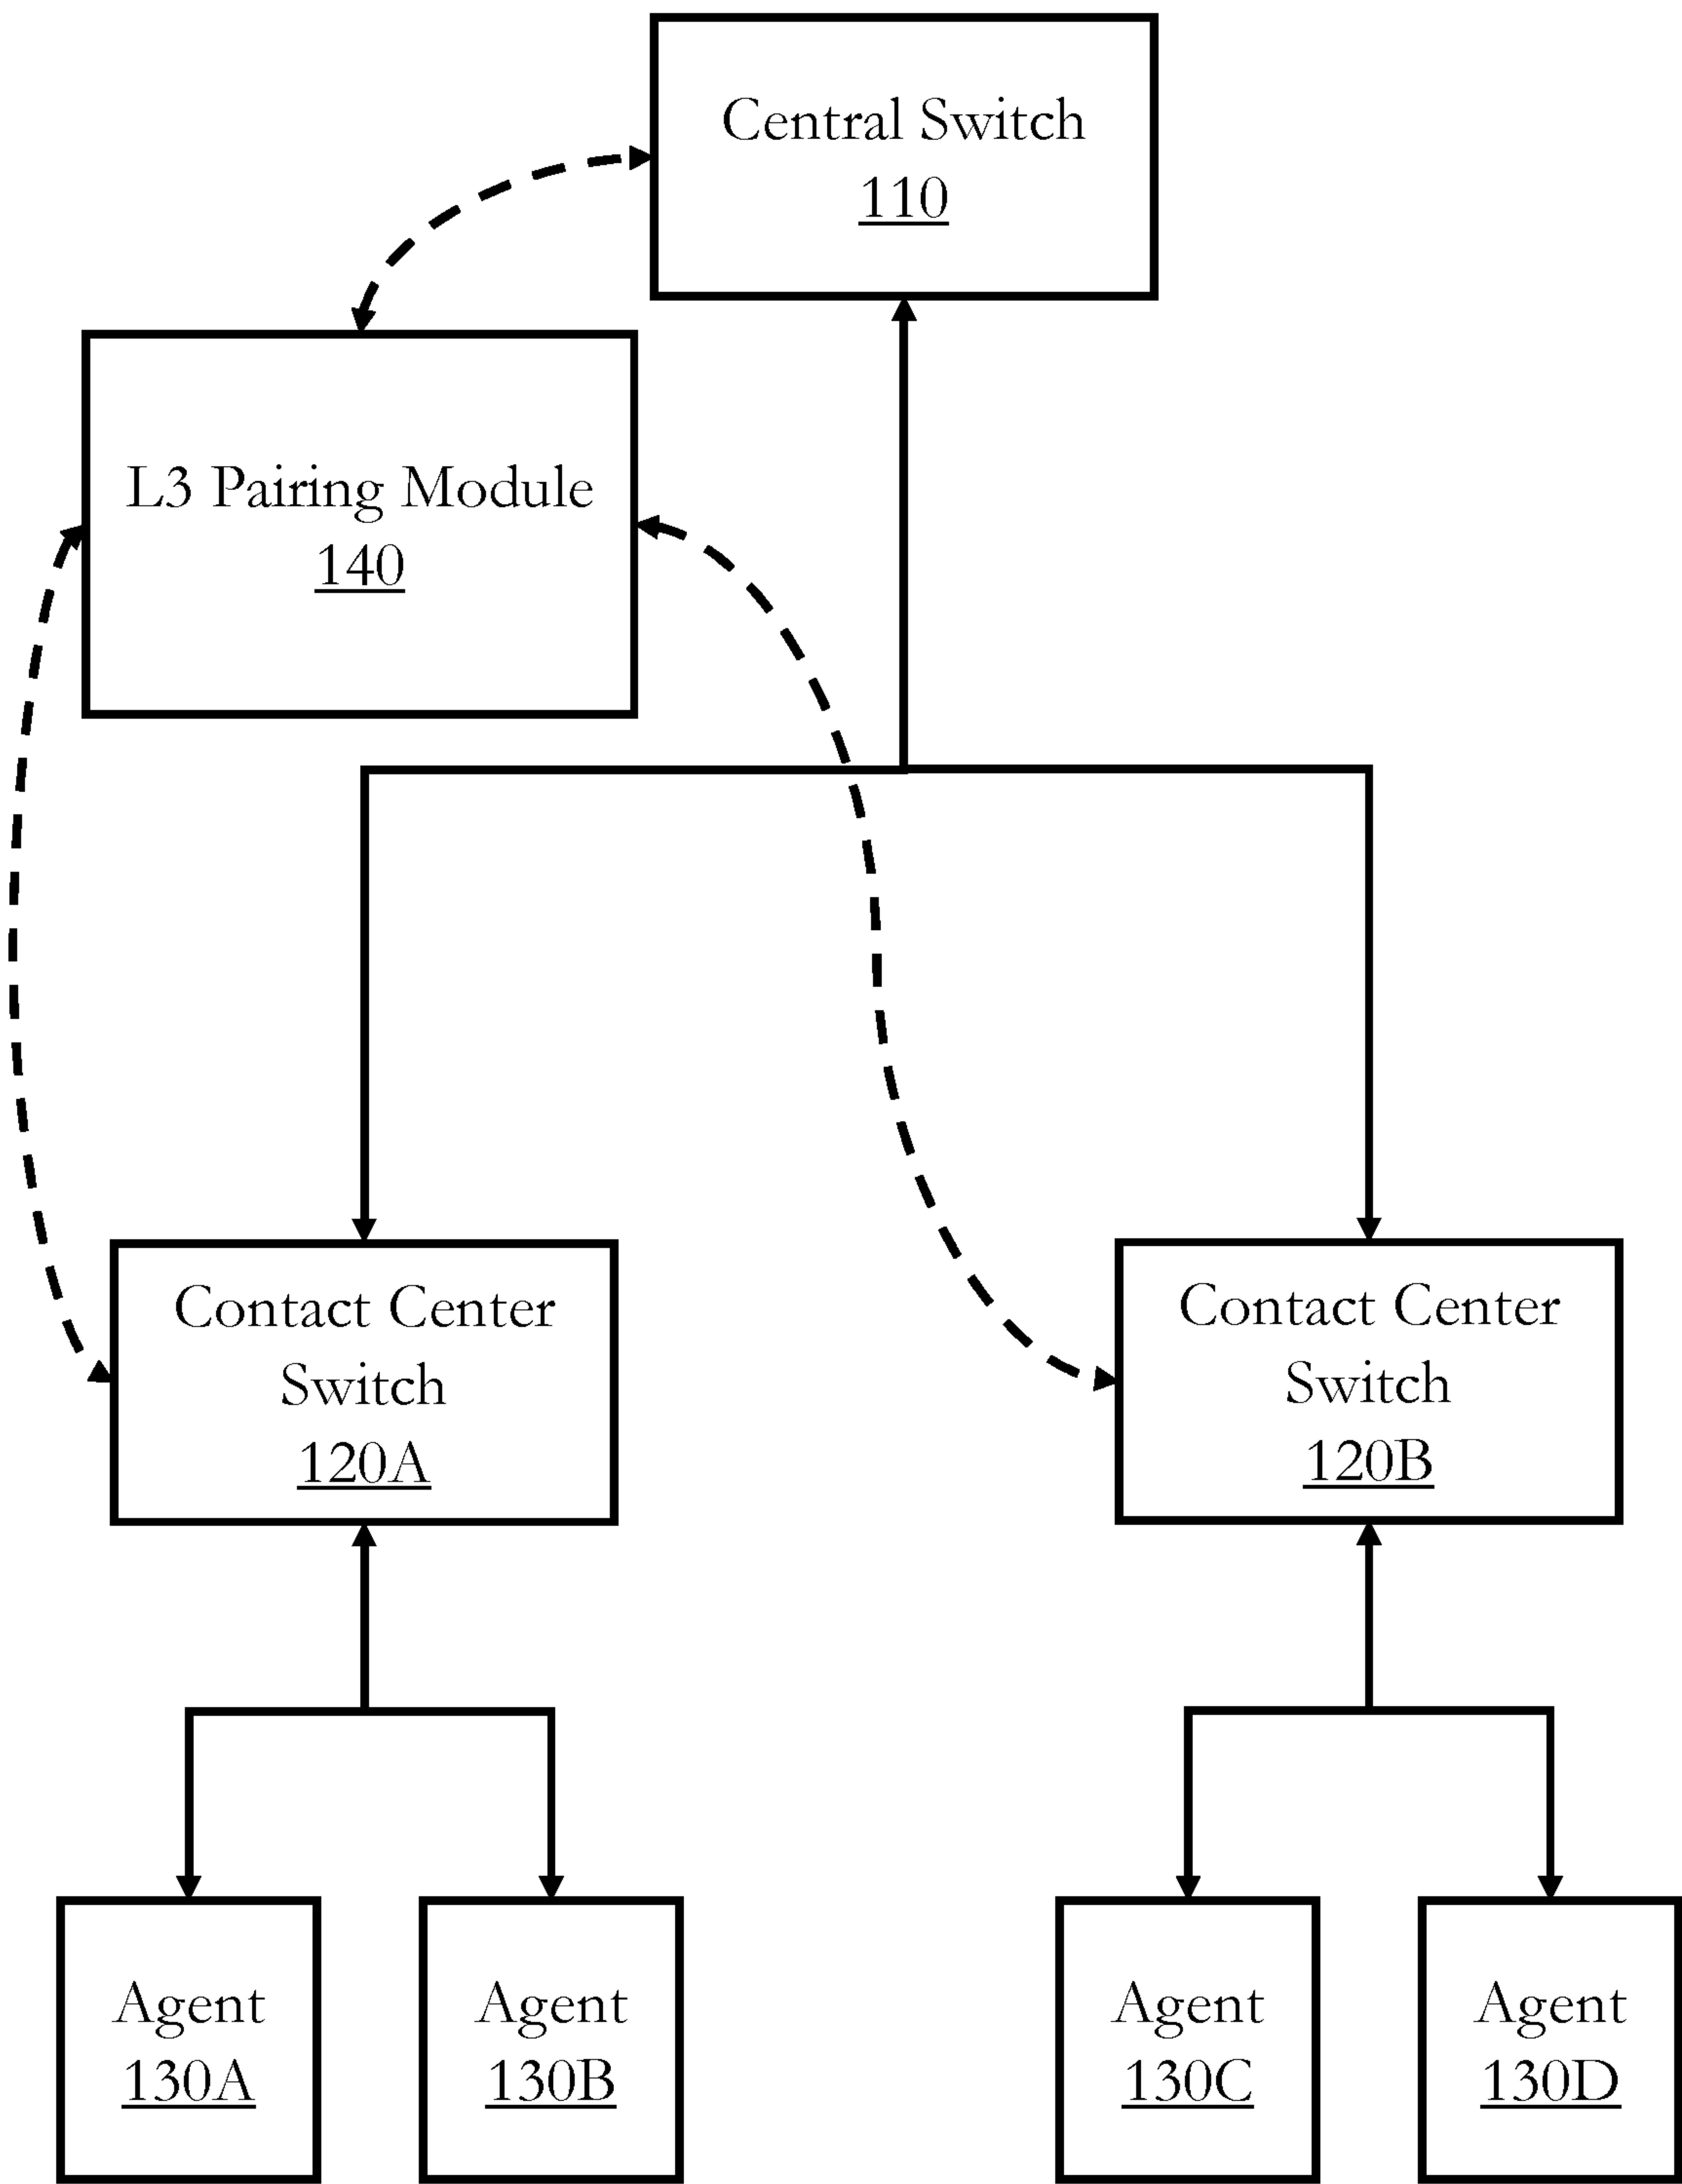 Central Switch
110
L3 Pairing Module
140
Contact Center
Switch
120A
Contact Center
Switch
120B
Agent
130A
Agent
130B
Agent
130C
Agent
130D